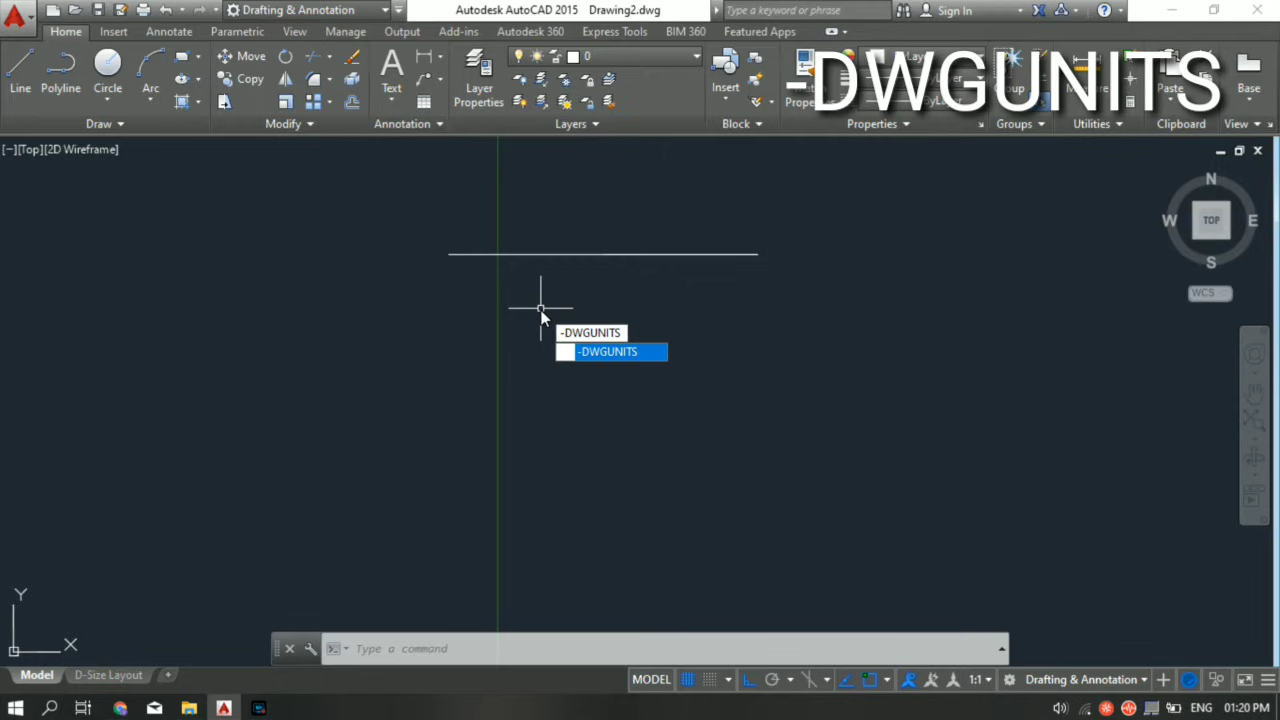 Drafting & Annotation
Autodesk AutoCAD 2015 Drawing2.dwg
Type a keyword or phrase
Sign In
Home Insert Annotate Parametric View Manage Output Add-ins Autodesk 360 Express Tools BIM 360 Featured Apps
-DWGUNITS
Line Polyline Circle Arc
Move
Copy
Text
Layer
Properties
0
Insert
Group
Paste
Base
Draw Modify Annotation Layers Block Properties Groups Utilities Clipboard View
[−][Top][2D Wireframe]
N
W TOP E
S
WCS
-DWGUNITS
-DWGUNITS
Y
X
Type a command
Model D-Size Layout
MODEL 1:1 Drafting & Annotation
ENG 01:20 PM